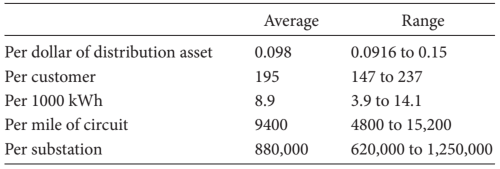 Average Range
Per dollar of distribution asset 0.098 0.0916 to 0.15
Per customer 195 147 to 237
Per 1000 kWh 8.9 3.9 to 14.1
Per mile of circuit 9400 4800 to 15,200
Per substation 880,000 620,000 to 1,250,000